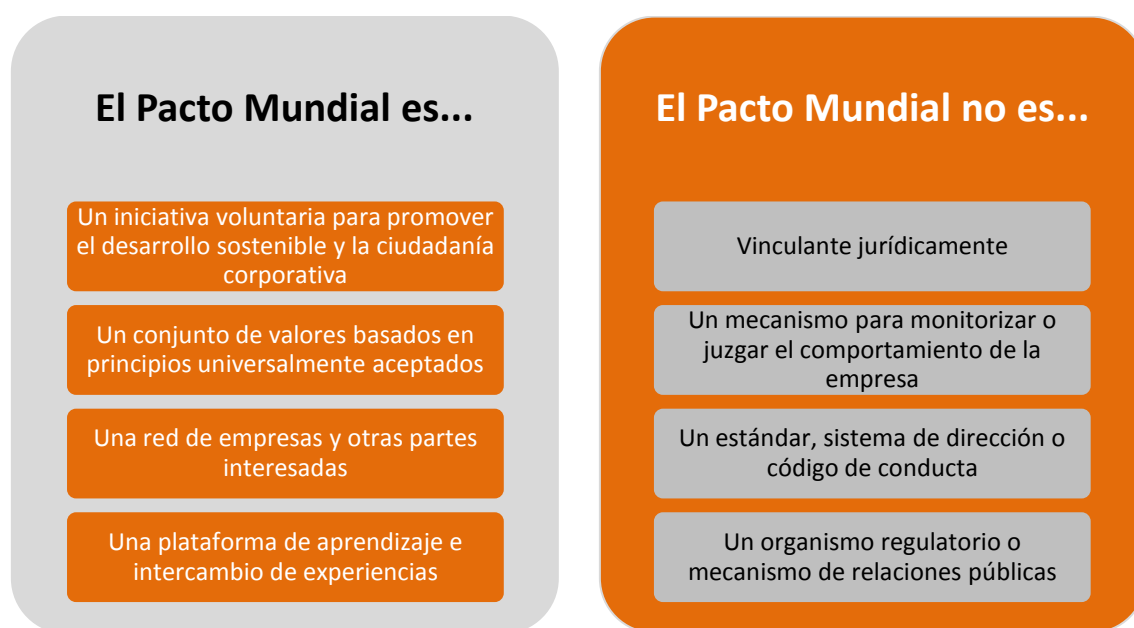 El Pacto Mundial es...
Un iniciativa voluntaria para promover
el desarrollo sostenible y la ciudadanía
corporativa
Un conjunto de valores basados en
principios universalmente aceptados
Una red de empresas y otras partes
interesadas
Una plataforma de aprendizaje e
intercambio de experiencias
El Pacto Mundial no es...
Vinculante jurídicamente
Un mecanismo para monitorizar o
juzgar el comportamiento de la
empresa
Un estándar, sistema de dirección o
código de conducta
Un organismo regulatorio o
mecanismo de relaciones públicas